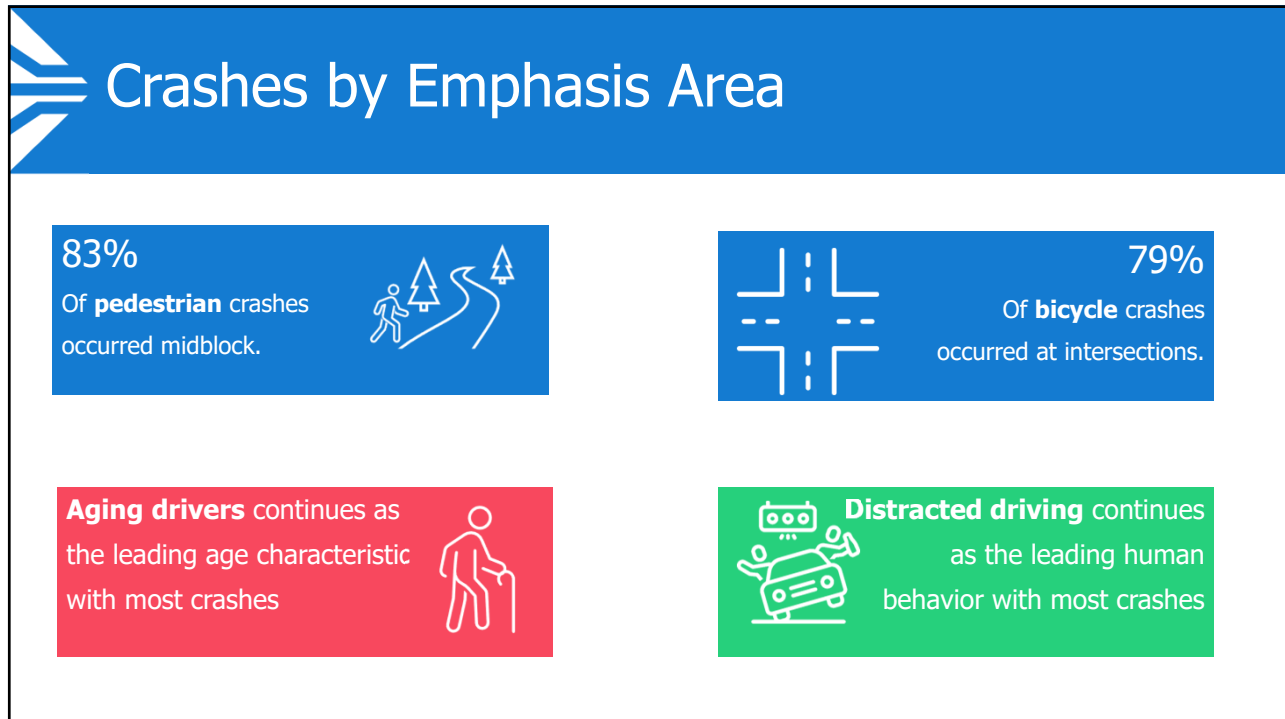 Crashes by Emphasis Area
83%
Of pedestrian crashes
occurred midblock.
79%
Of bicycle crashes
occurred at intersections.
Aging drivers continues as
the leading age characteristic
with most crashes
Distracted driving continues
as the leading human
behavior with most crashes